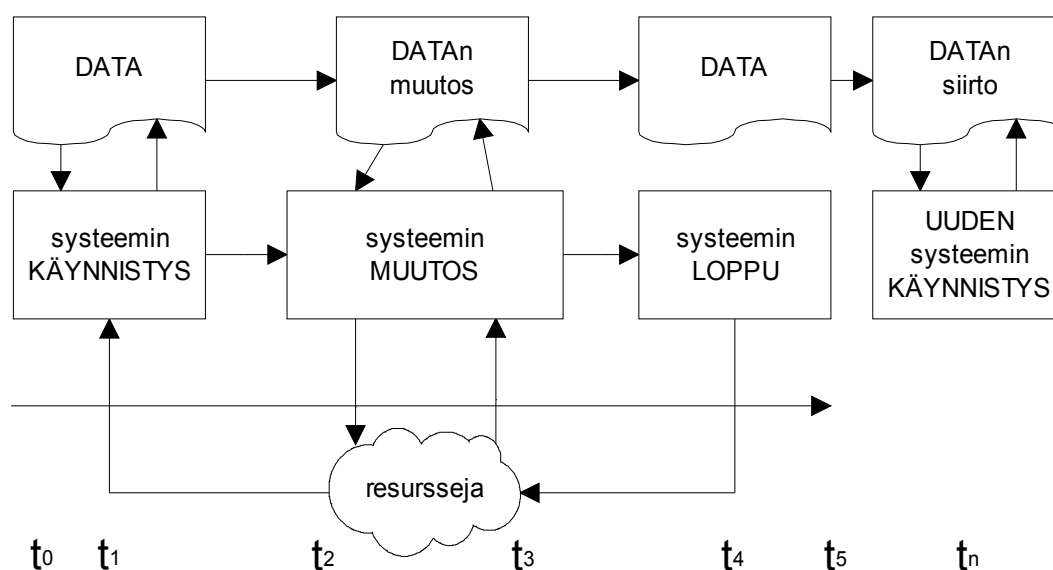 DATA
DATAn
muutos
DATA
DATAn
siirto
systeemin
KÄYNNISTYS
systeemin
MUUTOS
systeemin
LOPPU
UUDEN
systeemin
KÄYNNISTYS
resursseja
t0 t1 t2 t3 t4 t5 tn